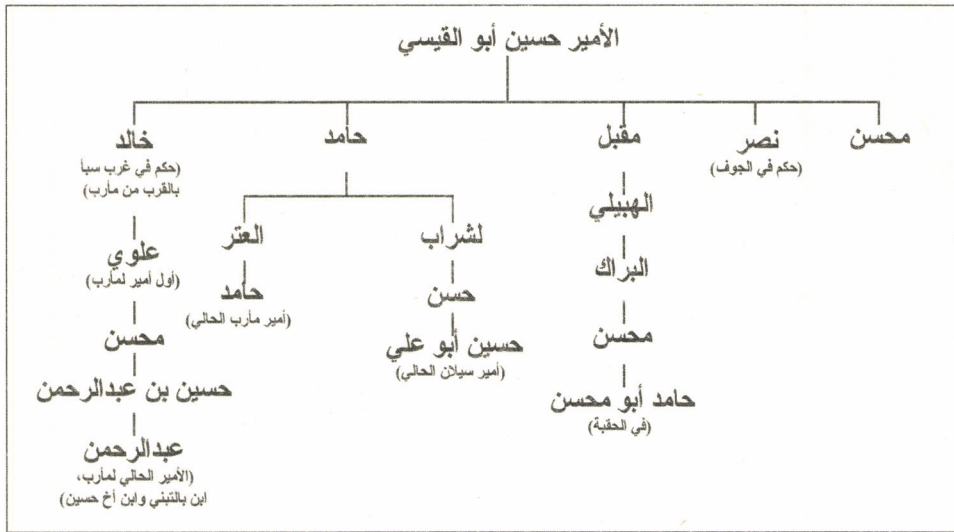 الأمير حسين أبو القيسي
محسن
نصر
(حكم في الجوف)
مقبل
الهبيلي
البراك
محسن
حامد أبو محسن
(في الحقبة)
حامد
لشراب
حسن
حسين أبو علي
(أمير سيلان الحالي)
العتر
حامد
(أمير مأرب الحالي)
خالد
(حكم في غرب سبأ
بالقرب من مأرب)
علوي
(أول أمير لمأرب)
محسن
حسين بن عبدالرحمن
عبدالرحمن
(الأمير الحالي لمأرب،
ابن بالتبني وابن أخ حسين)